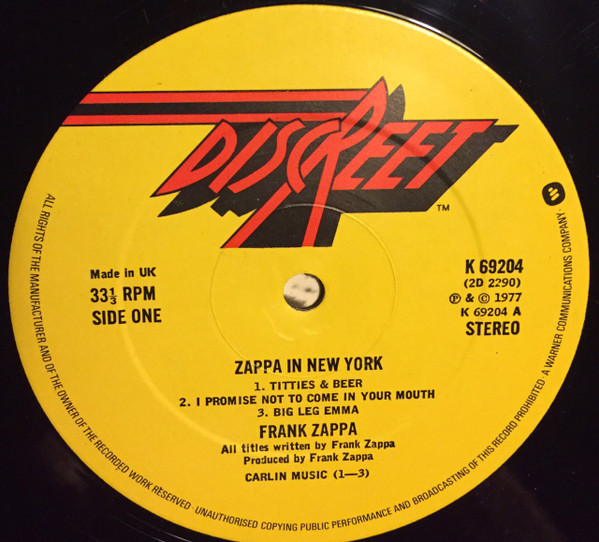 DISCREET
TM
Made in UK
33⅓ RPM
SIDE ONE
K 69204
(2D 2290)
Ⓟ & © 1977
K 69204 A
STEREO
ZAPPA IN NEW YORK
1. TITTIES & BEER
2. I PROMISE NOT TO COME IN YOUR MOUTH
3. BIG LEG EMMA
FRANK ZAPPA
All titles written by Frank Zappa
Produced by Frank Zappa
CARLIN MUSIC (1—3)
ALL RIGHTS OF THE MANUFACTURER AND OF THE OWNER OF THE RECORDED WORK RESERVED · UNAUTHORISED COPYING PUBLIC PERFORMANCE AND BROADCASTING OF THIS RECORD PROHIBITED · A WARNER COMMUNICATIONS COMPANY